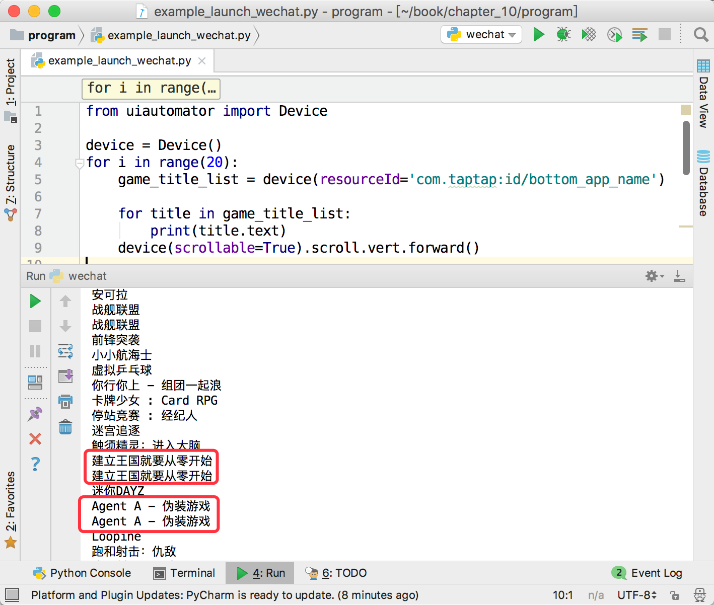 example_launch_wechat.py - program - [~/book/chapter_10/program]
program
example_launch_wechat.py
wechat
example_launch_wechat.py
for i in range(…
1 from uiautomator import Device
2
3 device = Device()
4 for i in range(20):
5 game_title_list = device(resourceId='com.taptap:id/bottom_app_name')
6
7 for title in game_title_list:
8 print(title.text)
9 device(scrollable=True).scroll.vert.forward()
10
1: Project
7: Structure
2: Favorites
Data View
Database
Run
wechat
安可拉
战舰联盟
战舰联盟
前锋突袭
小小航海士
虚拟乒乓球
你行你上 - 组团一起浪
卡牌少女 : Card RPG
停站竞赛 : 经纪人
迷宫追逐
触须精灵: 进入大脑
建立王国就要从零开始
建立王国就要从零开始
迷你DAYZ
Agent A - 伪装游戏
Agent A - 伪装游戏
Loopine
跑和射击: 仇敌
Python Console
Terminal
4: Run
6: TODO
2 Event Log
Platform and Plugin Updates: PyCharm is ready to update. (8 minutes ago)
10:1
n/a
UTF-8